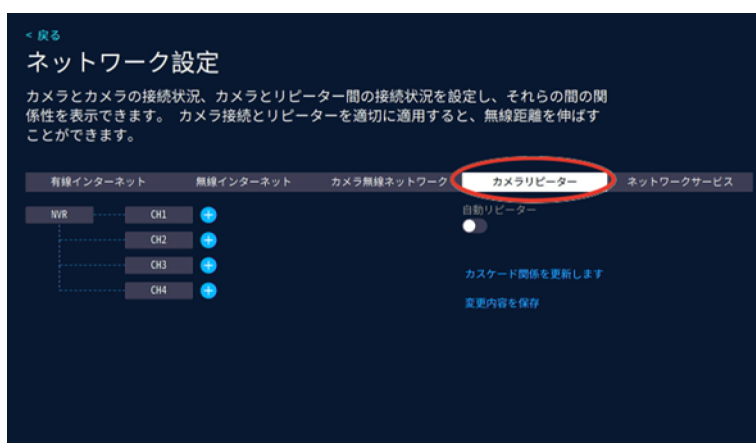 < 戻る
ネットワーク設定
カメラとカメラの接続状況、カメラとリピーター間の接続状況を設定し、それらの間の関
係性を表示できます。 カメラ接続とリピーターを適切に適用すると、無線距離を伸ばす
ことができます。
有線インターネット 無線インターネット カメラ無線ネットワーク カメラリピーター ネットワークサービス
NVR CH1 自動リピーター
CH2
CH3 カスケード関係を更新します
CH4 変更内容を保存